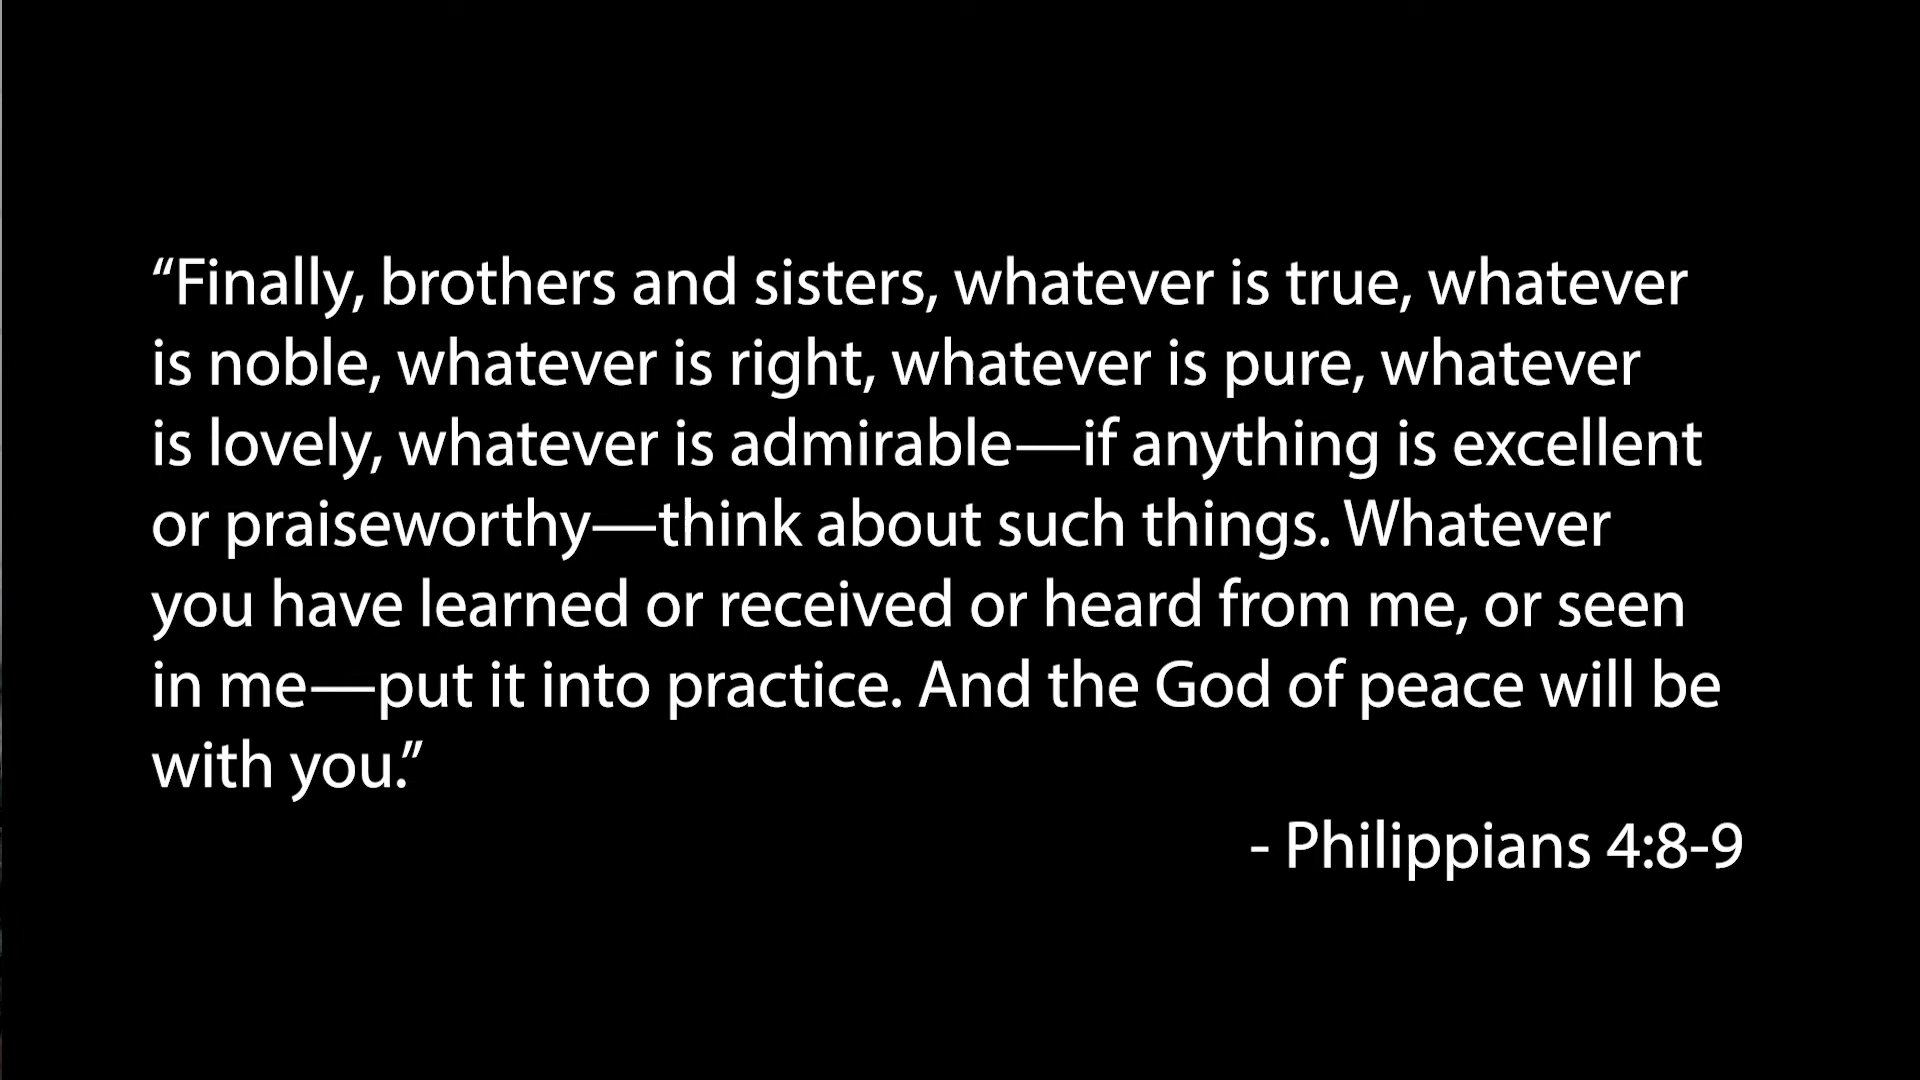 “Finally, brothers and sisters, whatever is true, whatever
is noble, whatever is right, whatever is pure, whatever
is lovely, whatever is admirable—if anything is excellent
or praiseworthy—think about such things. Whatever
you have learned or received or heard from me, or seen
in me—put it into practice. And the God of peace will be
with you.”
- Philippians 4:8-9